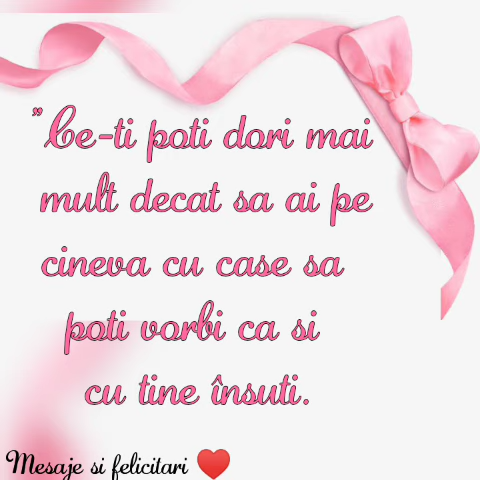 "Ce-ti poti dori mai
mult decat sa ai pe
cineva cu case sa
poti vorbi ca si
cu tine însuti.
Mesaje si felicitari ❤️